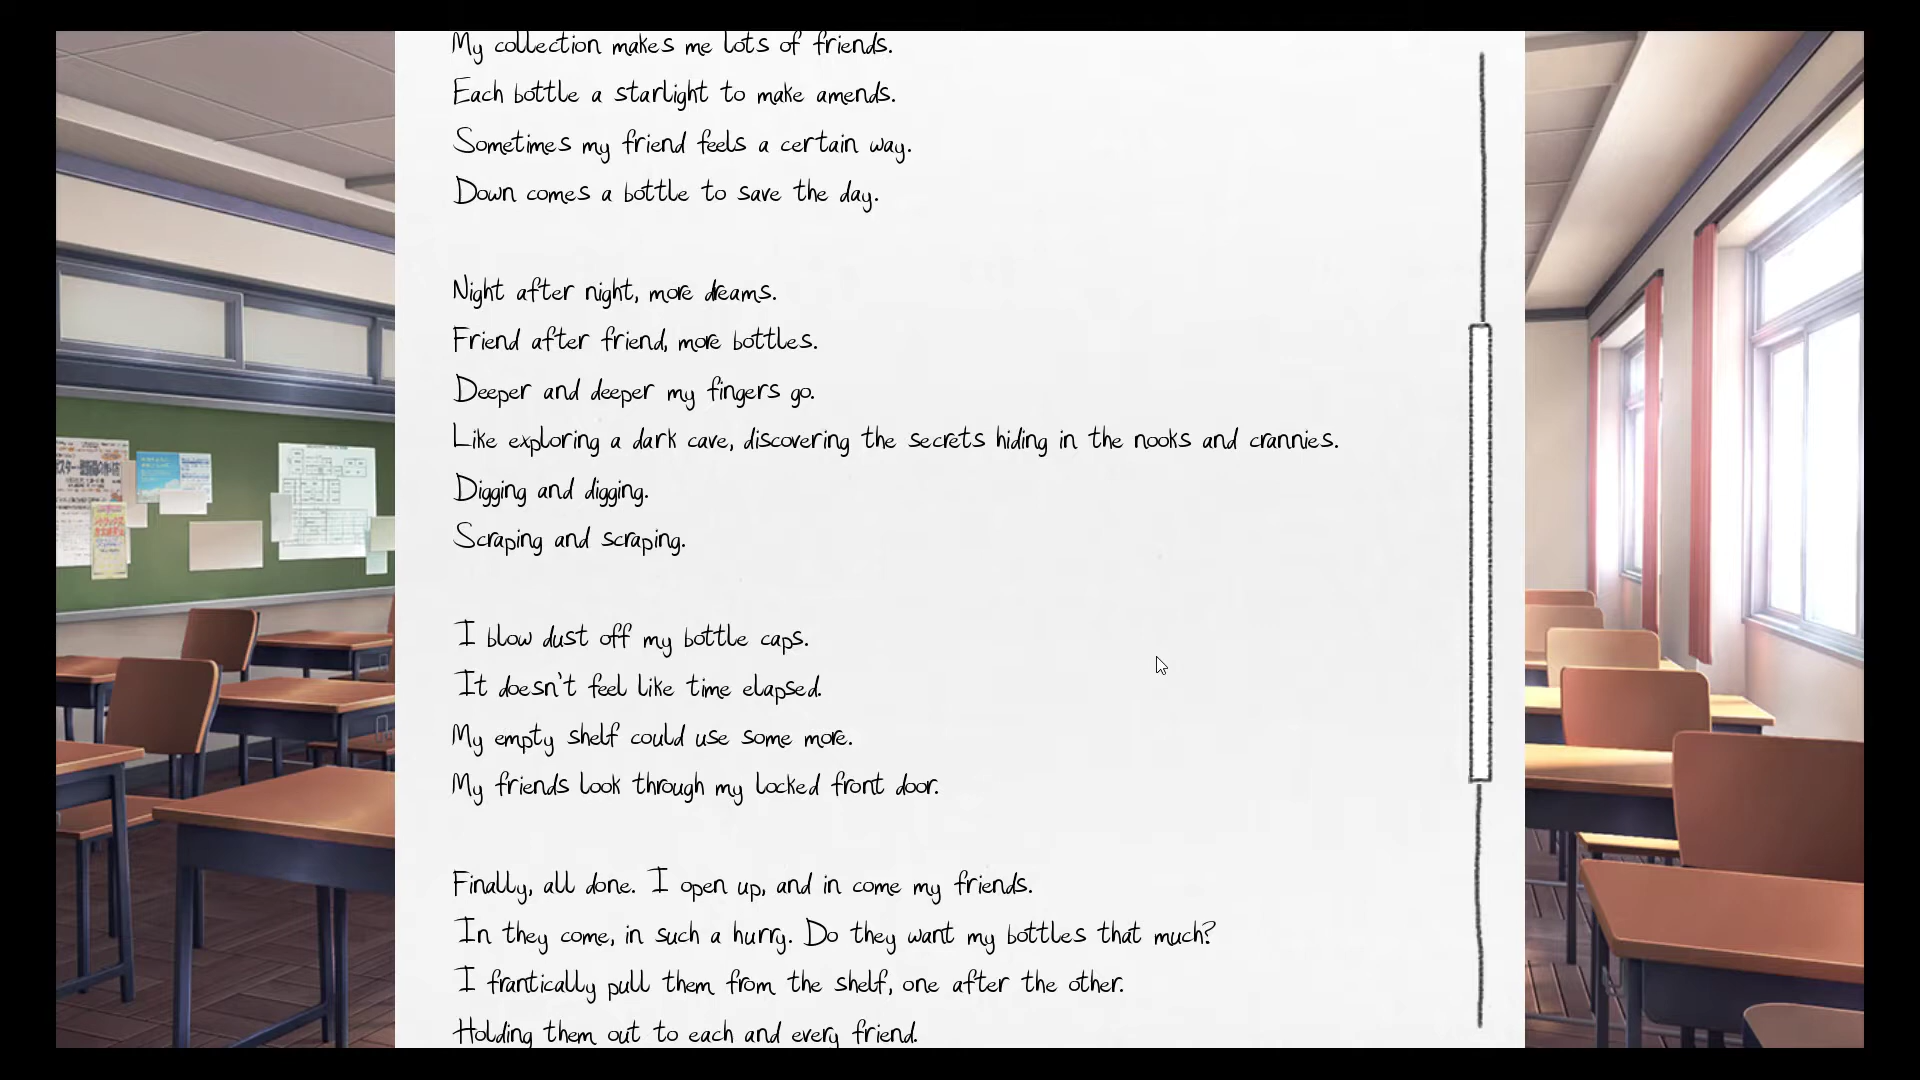 My collection makes me lots of friends.
Each bottle a starlight to make amends.
Sometimes my friend feels a certain way.
Down comes a bottle to save the day.
Night after night, more dreams.
Friend after friend, more bottles.
Deeper and deeper my fingers go.
Like exploring a dark cave, discovering the secrets hiding in the nooks and crannies.
Digging and digging.
Scraping and scraping.
I blow dust off my bottle caps.
It doesn't feel like time elapsed.
My empty shelf could use some more.
My friends look through my locked front door.
Finally, all done. I open up, and in come my friends.
In they come, in such a hurry. Do they want my bottles that much?
I frantically pull them from the shelf, one after the other.
Holding them out to each and every friend.